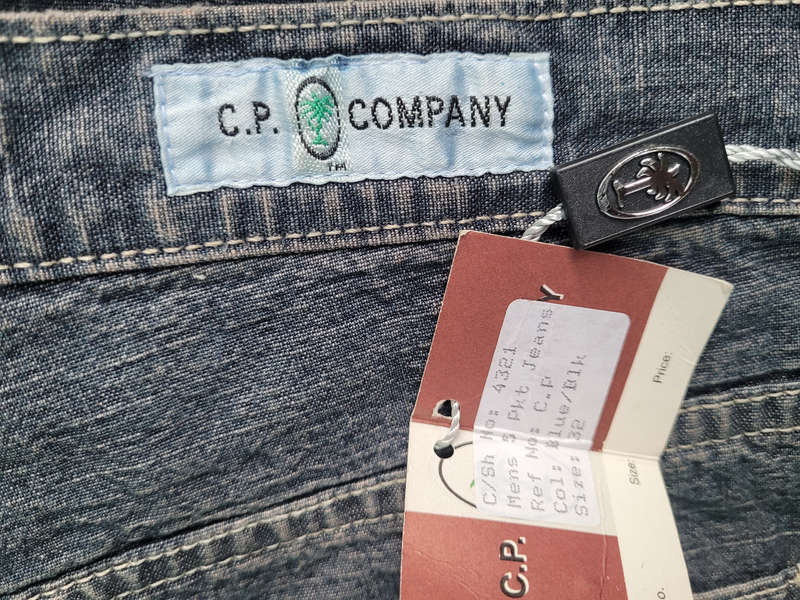 C.P. COMPANY
TM
Y
C/Sh No: 4321
Mens 5 pkt Jeans
Ref No: C.P
Col: Blue/Blk
Size: 32
Price:
Size:
o.
C.P.